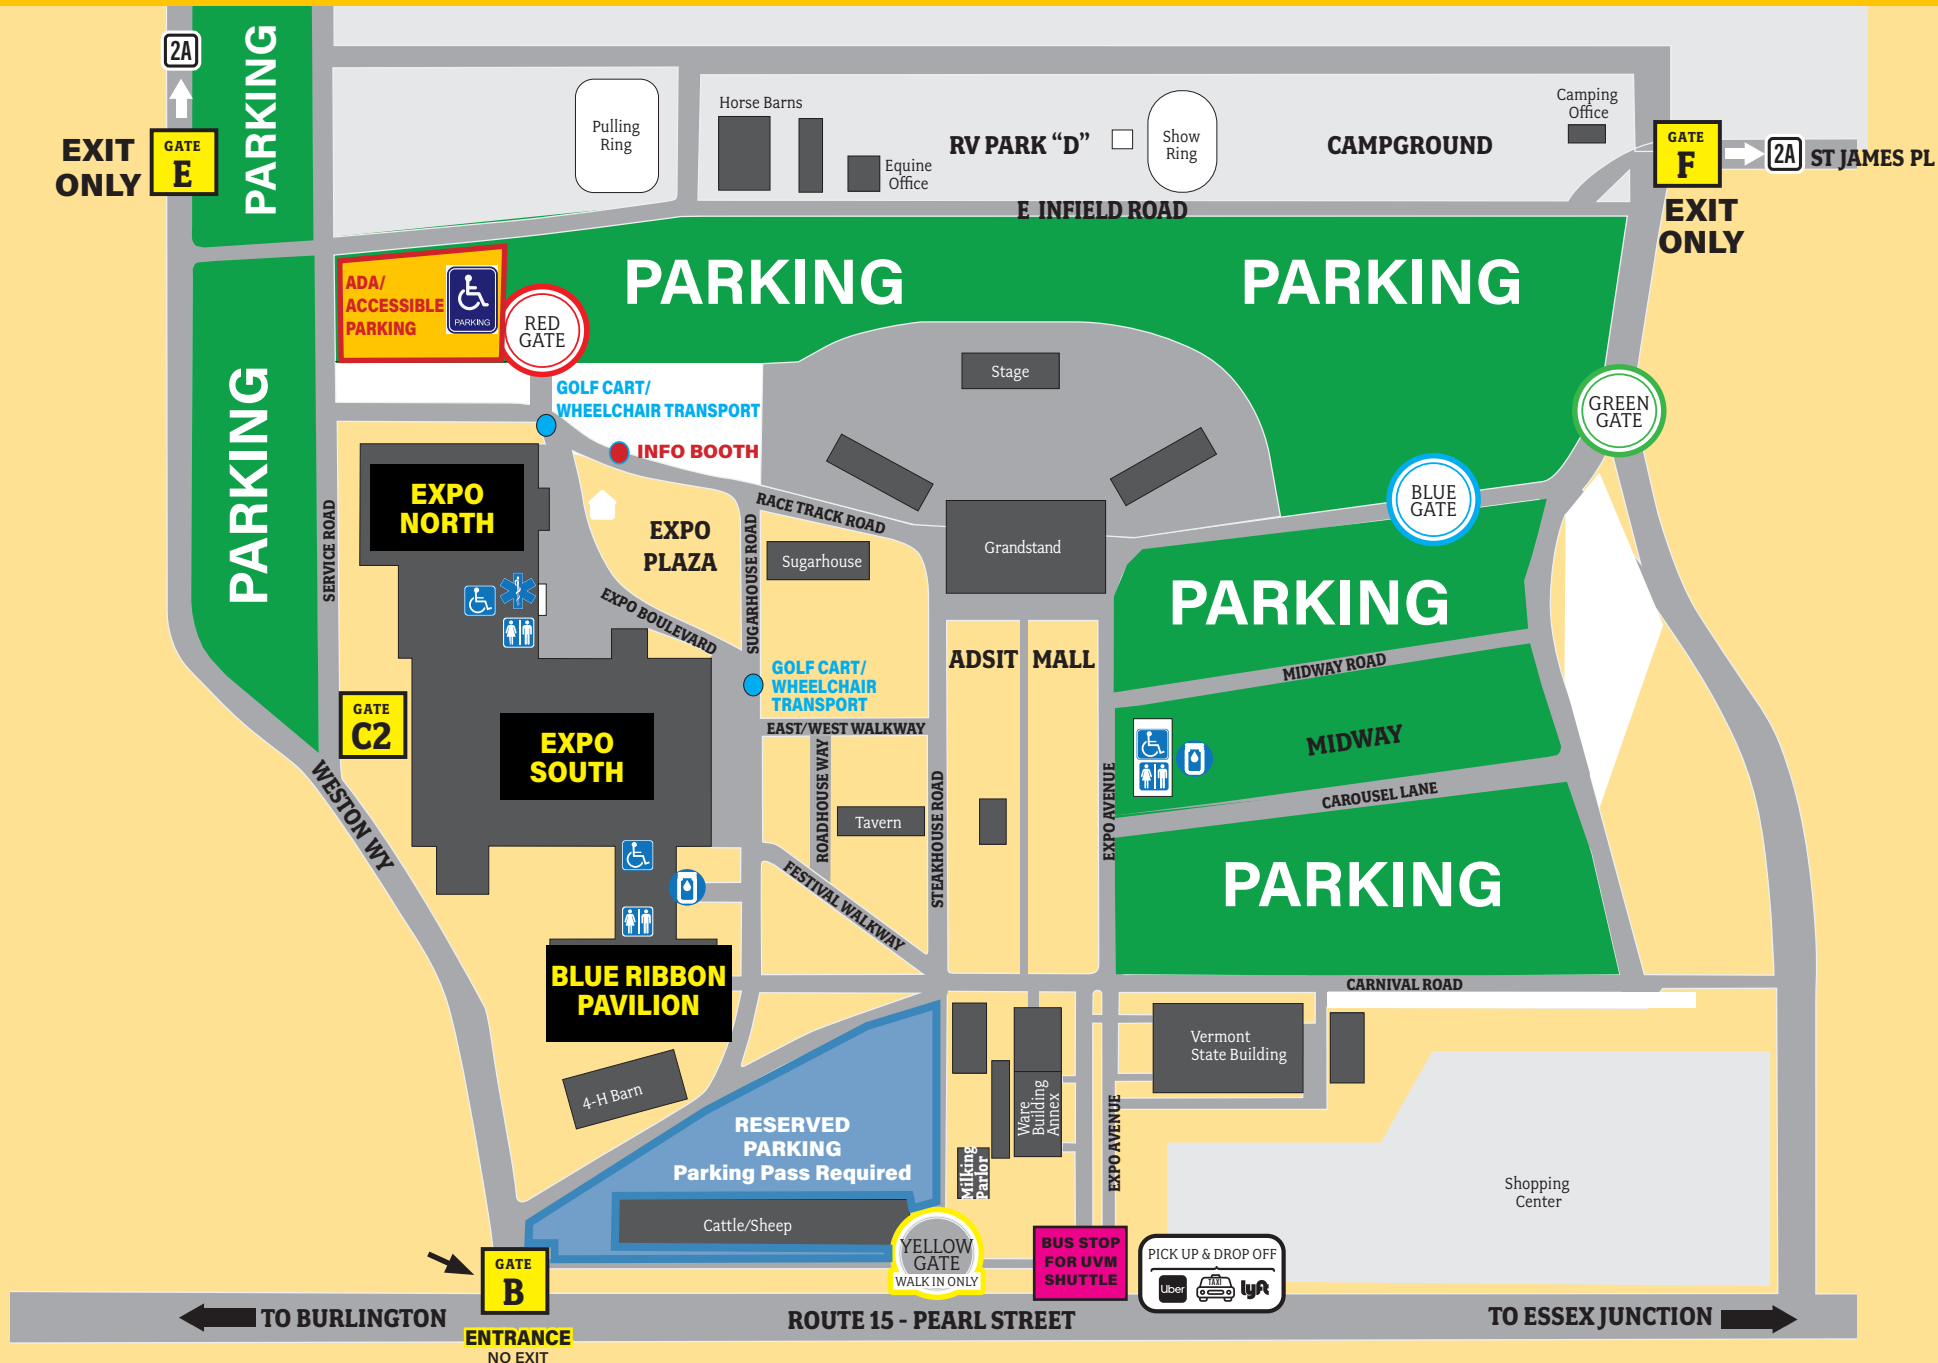 2A
PARKING
GATE
E
EXIT
ONLY
Pulling
Ring
Horse Barns
Equine
Office
RV PARK “D”
Show
Ring
CAMPGROUND
Camping
Office
GATE
F
2A
ST JAMES PL
EXIT
ONLY
E INFIELD ROAD
PARKING
PARKING
ADA/
ACCESSIBLE
PARKING
PARKING
RED
GATE
GOLF CART/
WHEELCHAIR TRANSPORT
INFO BOOTH
Stage
GREEN
GATE
BLUE
GATE
PARKING
SERVICE ROAD
EXPO
NORTH
EXPO
PLAZA
RACE TRACK ROAD
SUGARHOUSE ROAD
Sugarhouse
Grandstand
EXPO BOULEVARD
PARKING
MIDWAY ROAD
ADSIT MALL
GOLF CART/
WHEELCHAIR
TRANSPORT
EAST/WEST WALKWAY
GATE
C2
EXPO
SOUTH
MIDWAY
CAROUSEL LANE
EXPO AVENUE
ROADHOUSE WAY
Tavern
STEAKHOUSE ROAD
WESTON WY
FESTIVAL WALKWAY
PARKING
BLUE RIBBON
PAVILION
CARNIVAL ROAD
Vermont
State Building
4-H Barn
Ware
Building
Annex
EXPO AVENUE
Milking
Parlor
RESERVED
PARKING
Parking Pass Required
Cattle/Sheep
Shopping
Center
YELLOW
GATE
WALK IN ONLY
BUS STOP
FOR UVM
SHUTTLE
PICK UP & DROP OFF
Uber
TAXI
lyft
GATE
B
ENTRANCE
NO EXIT
TO BURLINGTON
ROUTE 15 - PEARL STREET
TO ESSEX JUNCTION